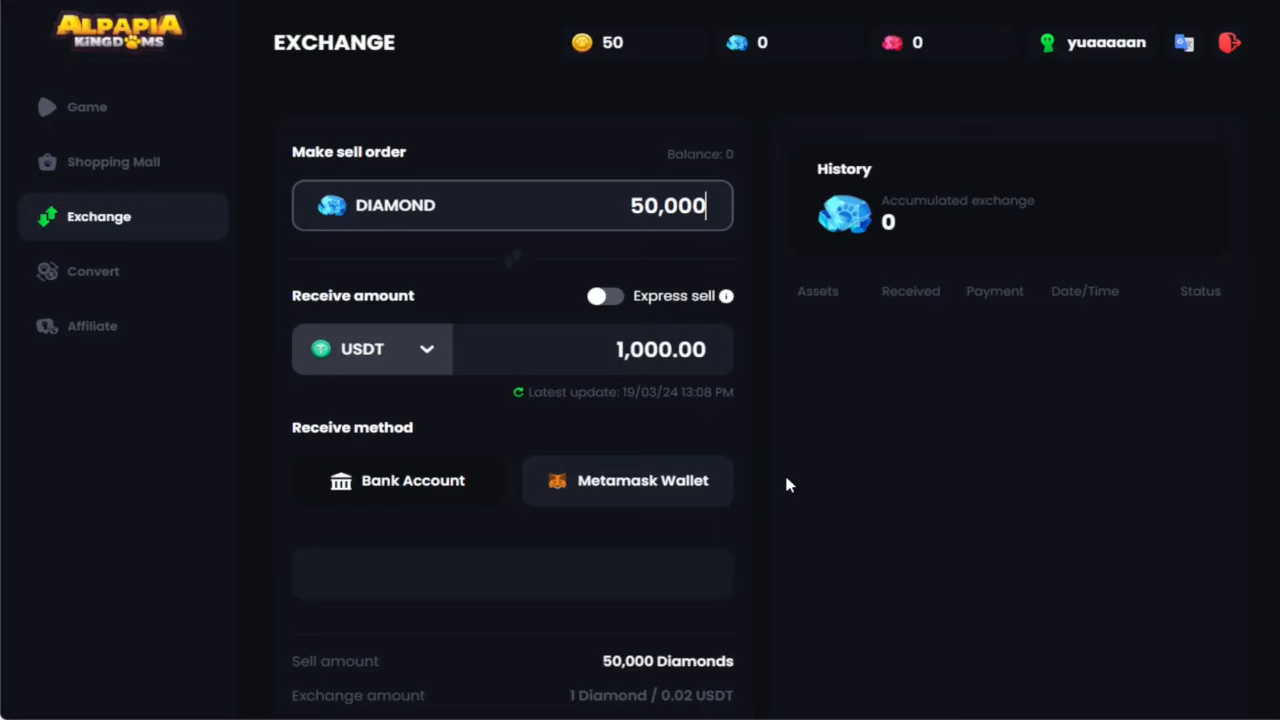 ALPAPIA
KINGDOMS
EXCHANGE
50
0
0
yuaaaaan
Game
Shopping Mall
Exchange
Convert
Affiliate
Make sell order
Balance: 0
DIAMOND
50,000
Receive amount
Express sell
USDT
1,000.00
Latest update: 19/03/24 13:08 PM
Receive method
Bank Account
Metamask Wallet
Sell amount
50,000 Diamonds
Exchange amount
1 Diamond / 0.02 USDT
History
Accumulated exchange
0
Assets Received Payment Date/Time Status